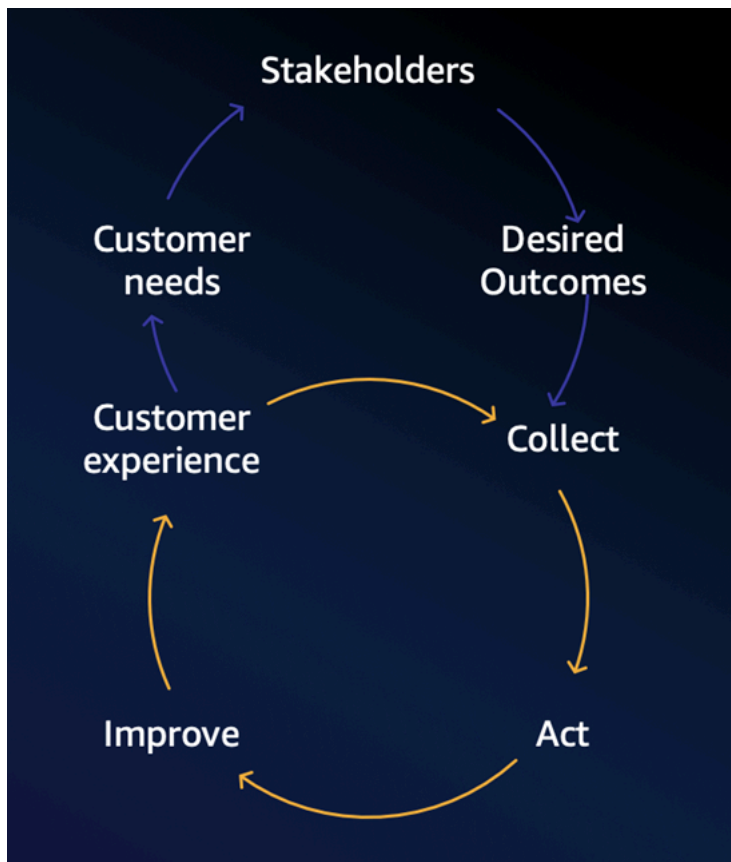 Stakeholders
Customer
needs
Desired
Outcomes
Customer
experience
Collect
Improve
Act